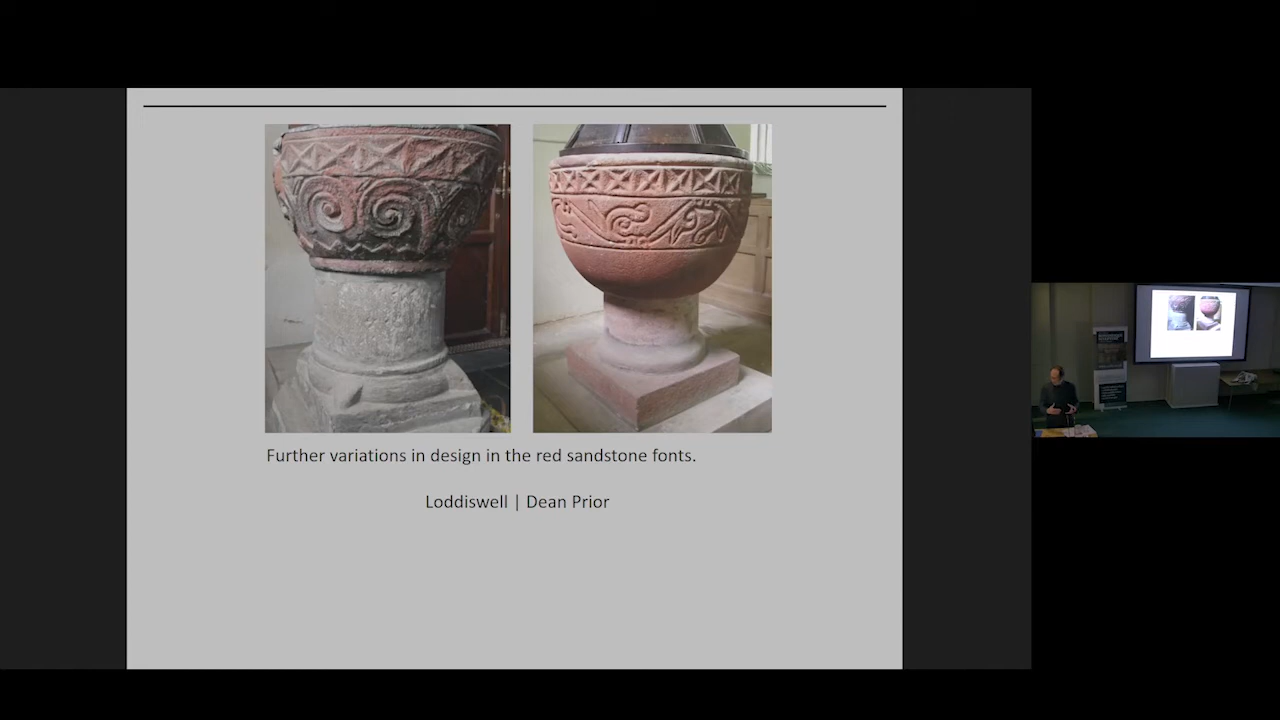 Further variations in design in the red sandstone fonts.
Loddiswell | Dean Prior